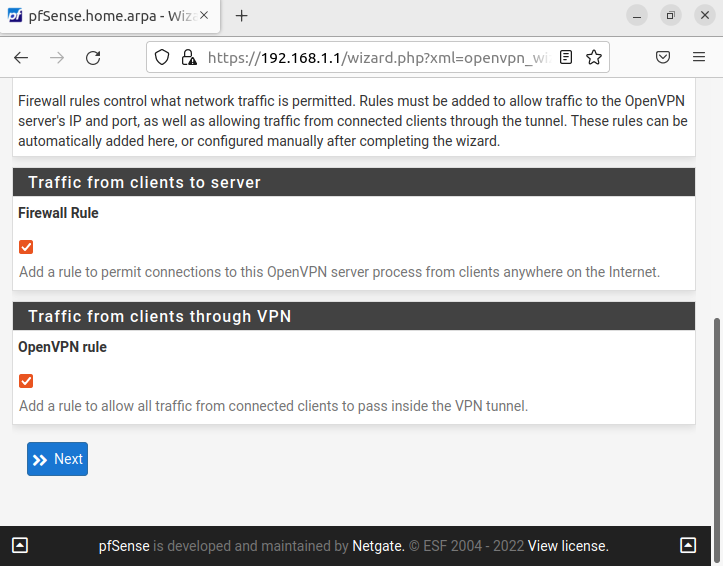 pf pfSense.home.arpa - Wiza
https://192.168.1.1/wizard.php?xml=openvpn_wi
Firewall rules control what network traffic is permitted. Rules must be added to allow traffic to the OpenVPN
server's IP and port, as well as allowing traffic from connected clients through the tunnel. These rules can be
automatically added here, or configured manually after completing the wizard.
Traffic from clients to server
Firewall Rule
Add a rule to permit connections to this OpenVPN server process from clients anywhere on the Internet.
Traffic from clients through VPN
OpenVPN rule
Add a rule to allow all traffic from connected clients to pass inside the VPN tunnel.
Next
pfSense is developed and maintained by Netgate. © ESF 2004 - 2022 View license.